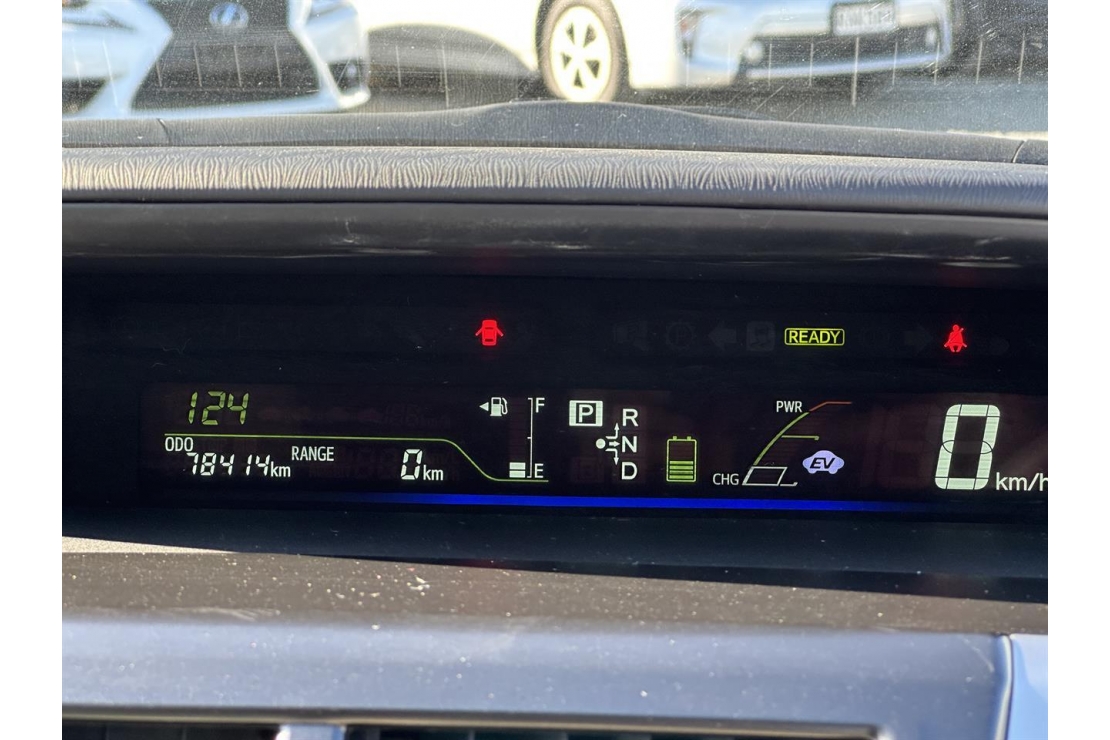 READY
124
ODO
78414km
RANGE
0km
F
E
P
R
N
D
PWR
CHG
EV
0
km/h